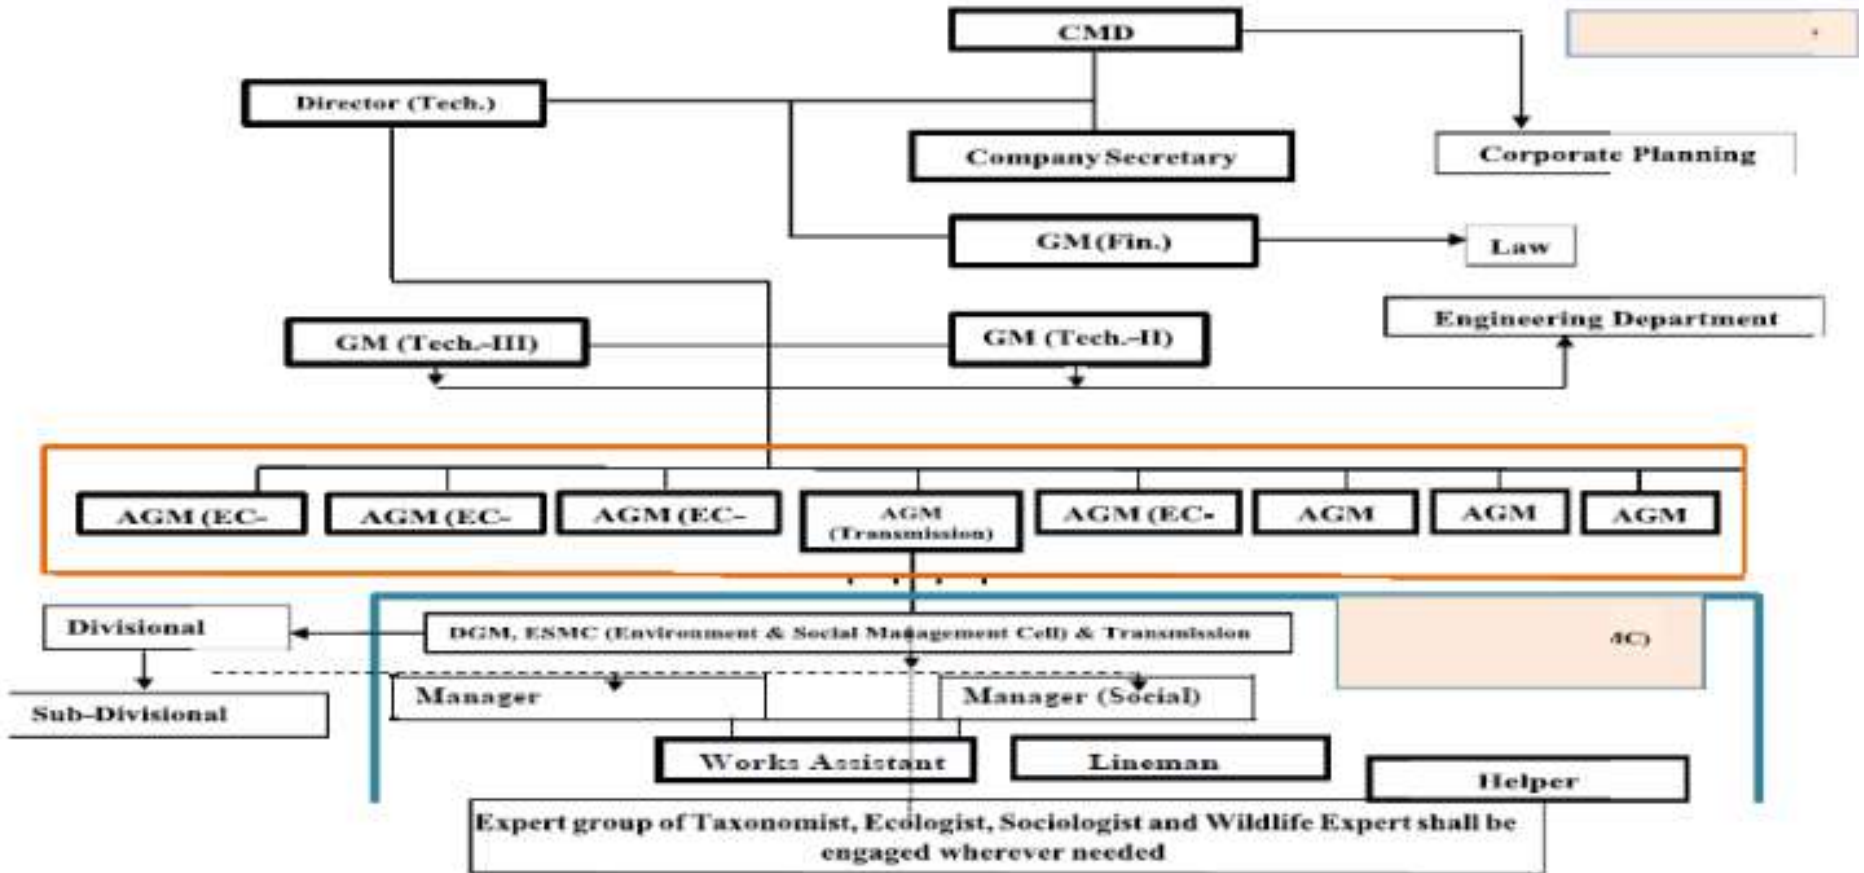 CMD
Director (Tech.)
Company Secretary
Corporate Planning
GM (Fin.)
Law
Engineering Department
GM (Tech.-III)
GM (Tech.-II)
AGM (EC-
AGM (EC-
AGM (EC-
AGM
(Transmission)
AGM (EC-
AGM
AGM
AGM
Divisional
DGM, ESMC (Environment & Social Management Cell) & Transmission
4C)
Manager
Manager (Social)
Sub-Divisional
Works Assistant
Lineman
Helper
Expert group of Taxonomist, Ecologist, Sociologist and Wildlife Expert shall be
engaged wherever needed